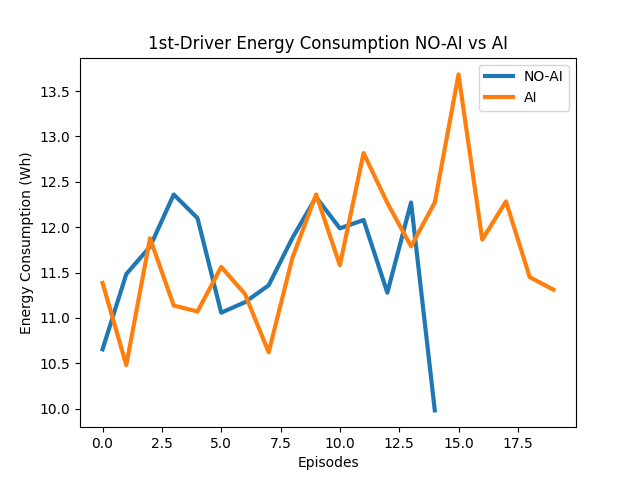 1st-Driver Energy Consumption NO-AI vs AI
NO-AI
AI
13.5
13.0
12.5
12.0
11.5
11.0
10.5
10.0
Energy Consumption (Wh)
0.0 2.5 5.0 7.5 10.0 12.5 15.0 17.5
Episodes